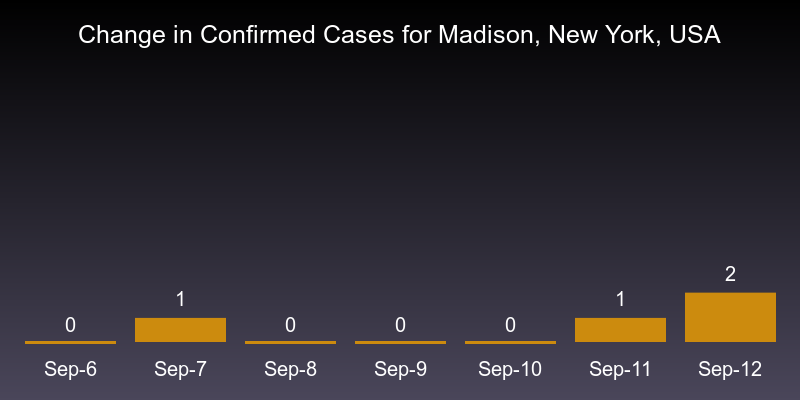 Change in Confirmed Cases for Madison, New York, USA
2
1 1
0 0 0 0
Sep-6 Sep-7 Sep-8 Sep-9 Sep-10 Sep-11 Sep-12